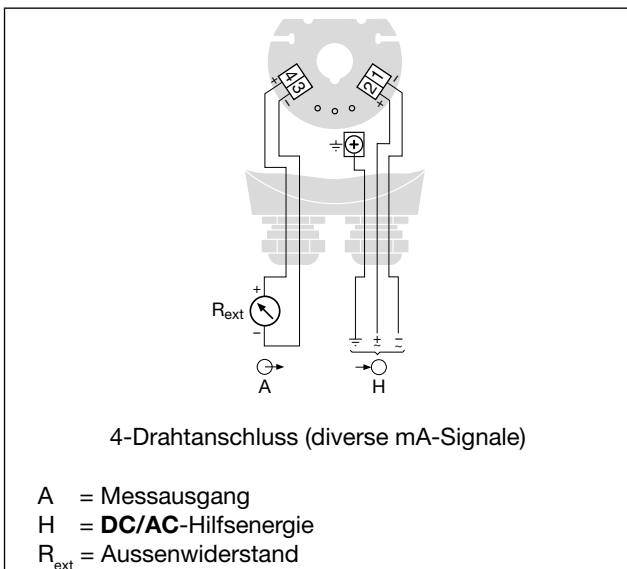 + 4 3 −
2 1 − +
⏚ +
+
R_ext
−
⏚ + ~ − ~
A H
4-Drahtanschluss (diverse mA-Signale)
A = Messausgang
H = DC/AC-Hilfsenergie
R_ext = Aussenwiderstand